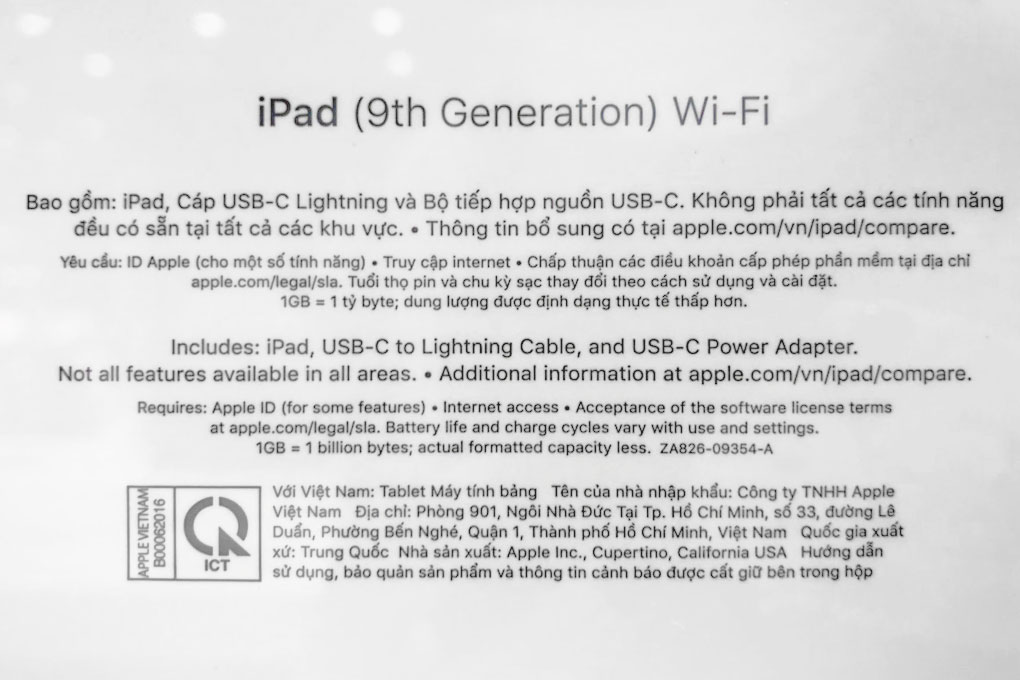 iPad (9th Generation) Wi-Fi
Bao gồm: iPad, Cáp USB-C Lightning và Bộ tiếp hợp nguồn USB-C. Không phải tất cả các tính năng
đều có sẵn tại tất cả các khu vực. • Thông tin bổ sung có tại apple.com/vn/ipad/compare.
Yêu cầu: ID Apple (cho một số tính năng) • Truy cập internet • Chấp thuận các điều khoản cấp phép phần mềm tại địa chỉ
apple.com/legal/sla. Tuổi thọ pin và chu kỳ sạc thay đổi theo cách sử dụng và cài đặt.
1GB = 1 tỷ byte; dung lượng được định dạng thực tế thấp hơn.
Includes: iPad, USB-C to Lightning Cable, and USB-C Power Adapter.
Not all features available in all areas. • Additional information at apple.com/vn/ipad/compare.
Requires: Apple ID (for some features) • Internet access • Acceptance of the software license terms
at apple.com/legal/sla. Battery life and charge cycles vary with use and settings.
1GB = 1 billion bytes; actual formatted capacity less. ZA826-09354-A
APPLE VIETNAM
B00062016
ICT
Với Việt Nam: Tablet Máy tính bảng Tên của nhà nhập khẩu: Công ty TNHH Apple
Việt Nam Địa chỉ: Phòng 901, Ngôi Nhà Đức Tại Tp. Hồ Chí Minh, số 33, đường Lê
Duẩn, Phường Bến Nghé, Quận 1, Thành phố Hồ Chí Minh, Việt Nam Quốc gia xuất
xứ: Trung Quốc Nhà sản xuất: Apple Inc., Cupertino, California USA Hướng dẫn
sử dụng, bảo quản sản phẩm và thông tin cảnh báo được cất giữ bên trong hộp